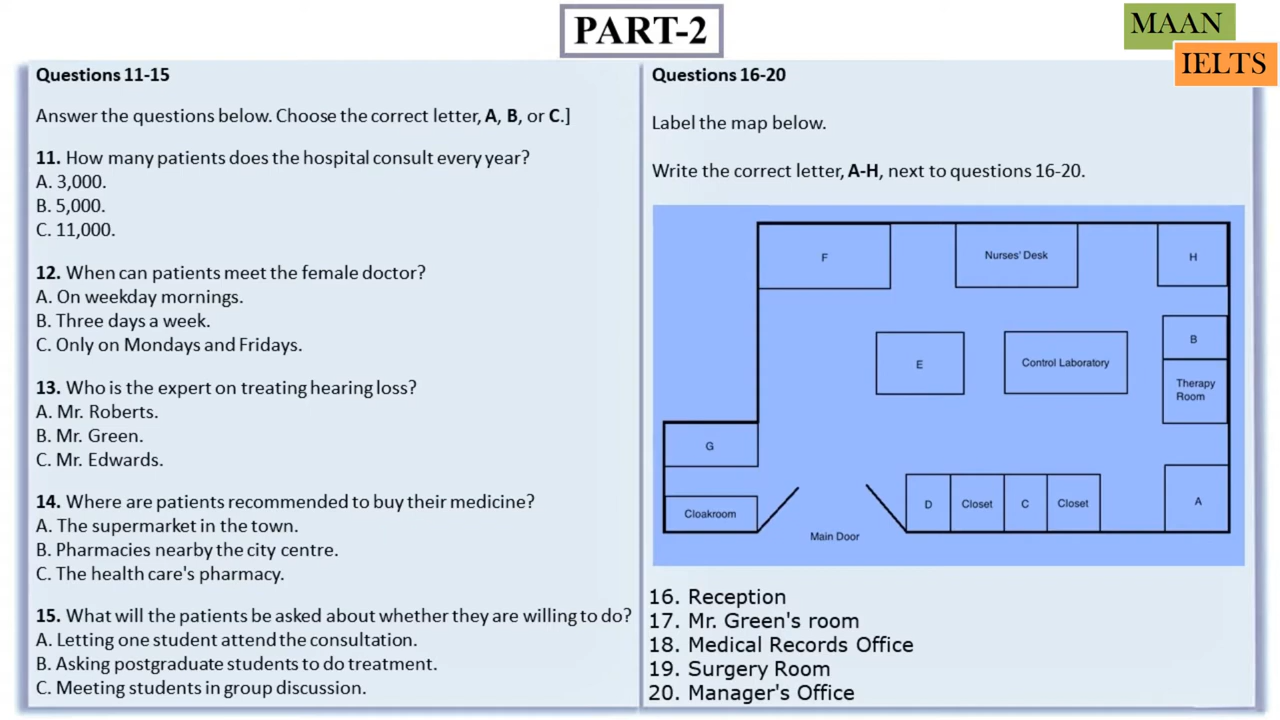 PART-2
MAAN
IELTS
Questions 11-15
Answer the questions below. Choose the correct letter, A, B, or C.]
11. How many patients does the hospital consult every year?
A. 3,000.
B. 5,000.
C. 11,000.
12. When can patients meet the female doctor?
A. On weekday mornings.
B. Three days a week.
C. Only on Mondays and Fridays.
13. Who is the expert on treating hearing loss?
A. Mr. Roberts.
B. Mr. Green.
C. Mr. Edwards.
14. Where are patients recommended to buy their medicine?
A. The supermarket in the town.
B. Pharmacies nearby the city centre.
C. The health care's pharmacy.
15. What will the patients be asked about whether they are willing to do?
A. Letting one student attend the consultation.
B. Asking postgraduate students to do treatment.
C. Meeting students in group discussion.
Questions 16-20
Label the map below.
Write the correct letter, A-H, next to questions 16-20.
F
Nurses' Desk
H
B
E
Control Laboratory
Therapy
Room
G
Cloakroom
D
Closet
C
Closet
A
Main Door
16. Reception
17. Mr. Green's room
18. Medical Records Office
19. Surgery Room
20. Manager's Office